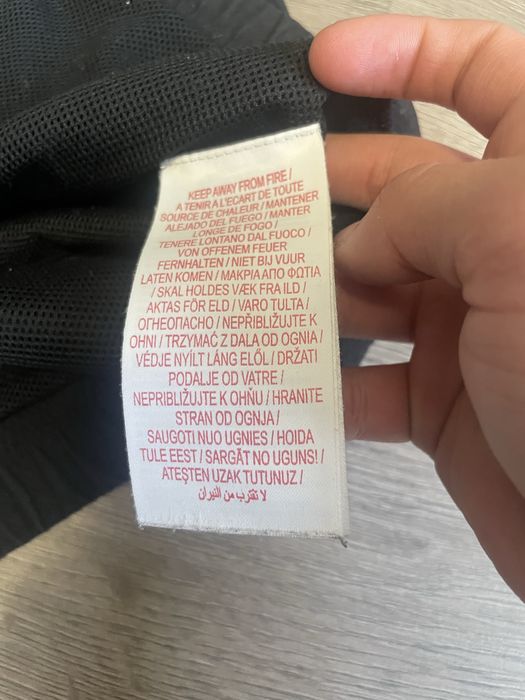 KEEP AWAY FROM FIRE /
A TENIR A L'ECART DE TOUTE
SOURCE DE CHALEUR / MANTENER
ALEJADO DEL FUEGO / MANTER
LONGE DE FOGO /
TENERE LONTANO DAL FUOCO /
VON OFFENEM FEUER
FERNHALTEN / NIET BIJ VUUR
LATEN KOMEN / ΜΑΚΡΙΑ ΑΠΟ ΦΩΤΙΑ
/ SKAL HOLDES VÆK FRA ILD /
AKTAS FÖR ELD / VARO TULTA /
ОГНЕОПАСНО / NEPŘIBLIŽUJTE K
OHNI / TRZYMAĆ Z DALA OD OGNIA /
VÉDJE NYÍLT LÁNG ELŐL / DRŽATI
PODALJE OD VATRE /
NEPRIBLIŽUJTE K OHŇU / HRANITE
STRAN OD OGNJA /
SAUGOTI NUO UGNIES / HOIDA
TULE EEST / SARGĀT NO UGUNS! /
ATEŞTEN UZAK TUTUNUZ /
لا تقترب من النيران